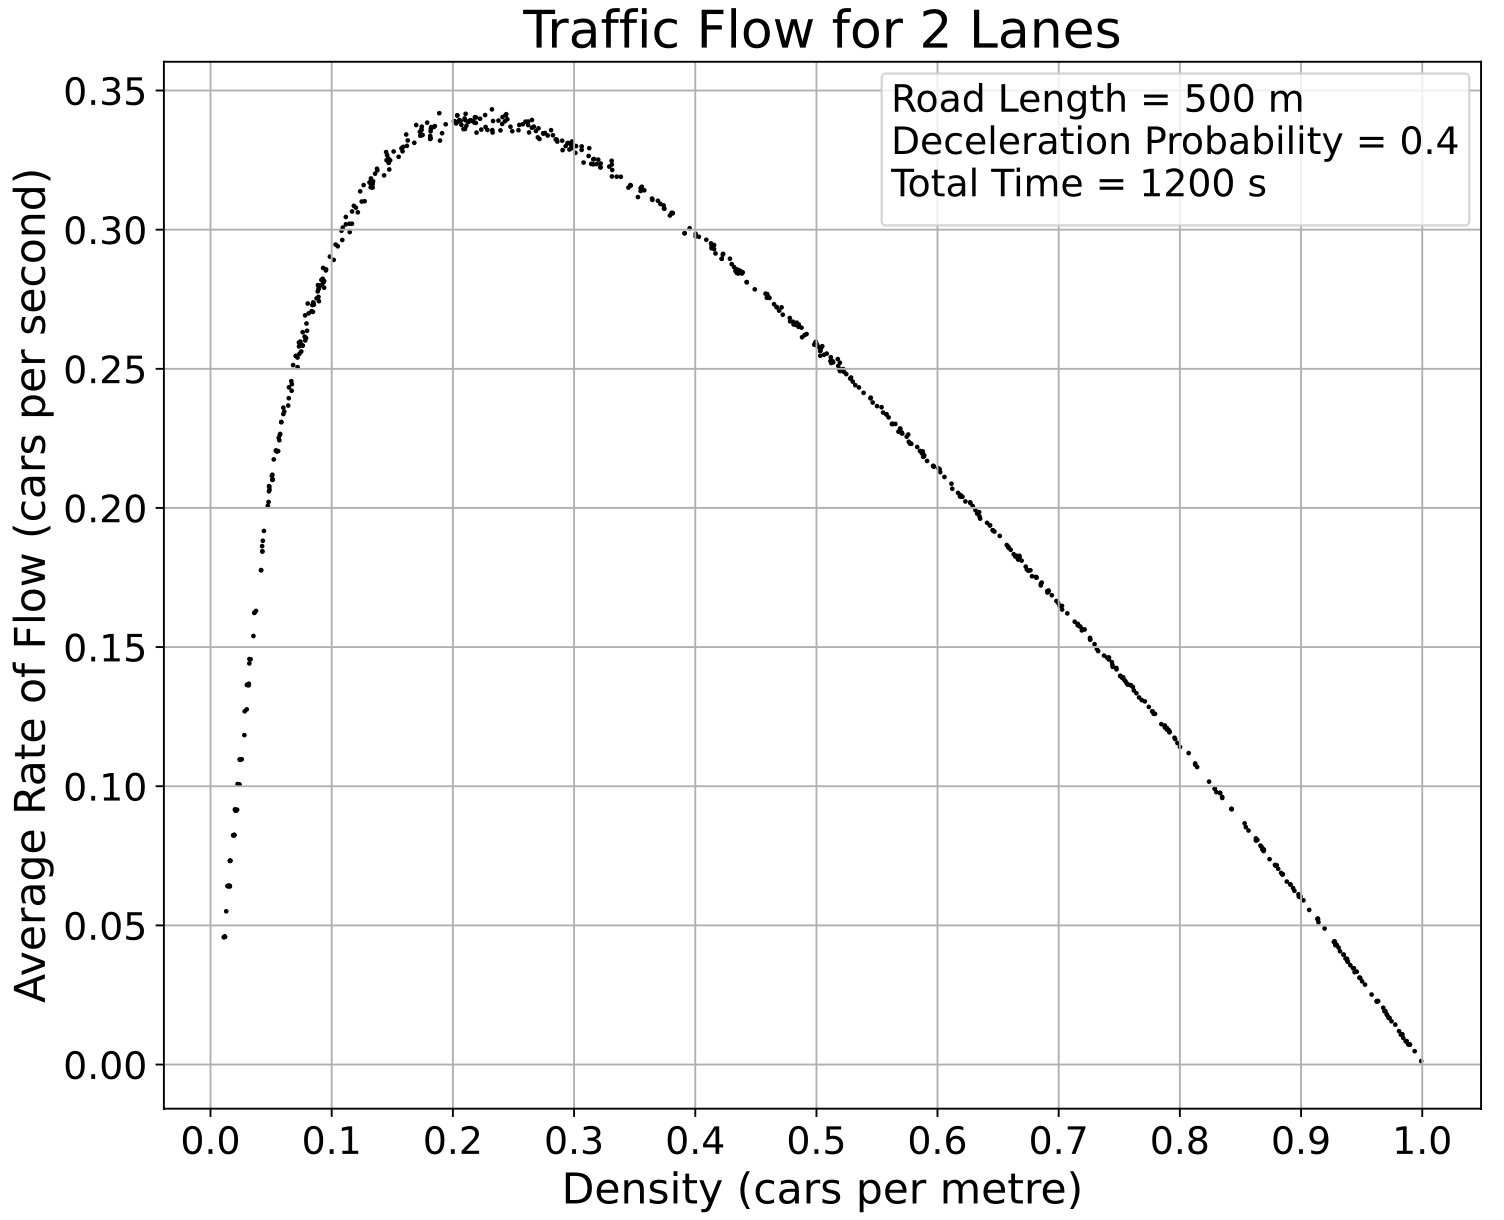 Traffic Flow for 2 Lanes
Road Length = 500 m
Deceleration Probability = 0.4
Total Time = 1200 s
Average Rate of Flow (cars per second)
0.35
0.30
0.25
0.20
0.15
0.10
0.05
0.00
0.0 0.1 0.2 0.3 0.4 0.5 0.6 0.7 0.8 0.9 1.0
Density (cars per metre)